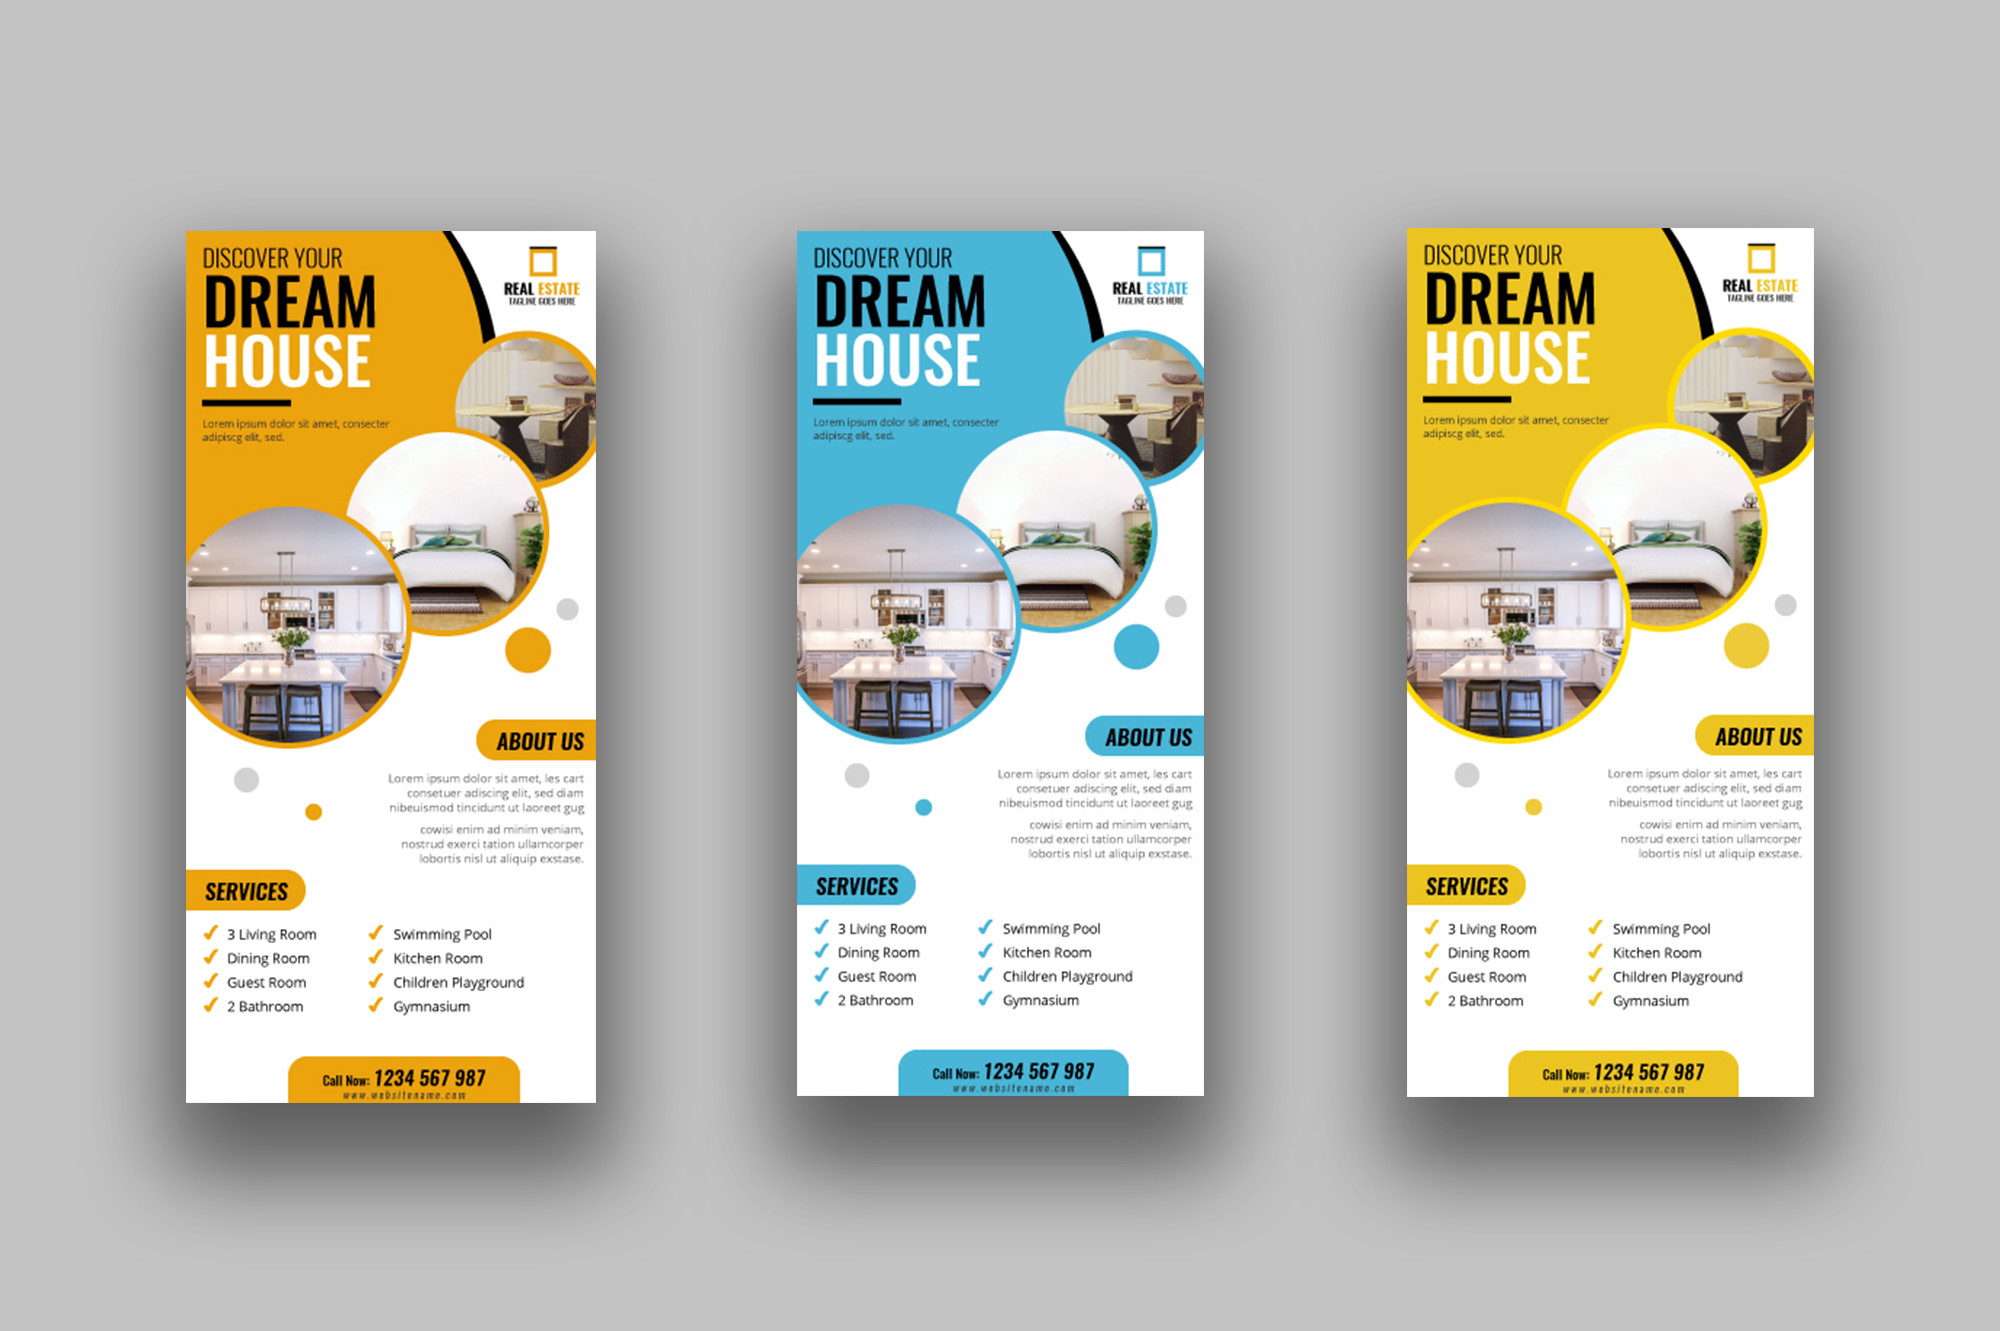 DISCOVER YOUR
DREAM
HOUSE
Lorem ipsum dolor sit amet, consecter
adipiscg elit, sed.
REAL ESTATE
TAGLINE GOES HERE
ABOUT US
Lorem ipsum dolor sit amet, les cart
consetuer adiscing elit, sed diam
nibeuismod tincidunt ut laoreet gug
cowisi enim ad minim veniam,
nostrud exerci tation ullamcorper
lobortis nisl ut aliquip exstase.
SERVICES
3 Living Room
Dining Room
Guest Room
2 Bathroom
Swimming Pool
Kitchen Room
Children Playground
Gymnasium
Call Now: 1234 567 987
www.websitename.com
DISCOVER YOUR
DREAM
HOUSE
Lorem ipsum dolor sit amet, consecter
adipiscg elit, sed.
REAL ESTATE
TAGLINE GOES HERE
ABOUT US
Lorem ipsum dolor sit amet, les cart
consetuer adiscing elit, sed diam
nibeuismod tincidunt ut laoreet gug
cowisi enim ad minim veniam,
nostrud exerci tation ullamcorper
lobortis nisl ut aliquip exstase.
SERVICES
3 Living Room
Dining Room
Guest Room
2 Bathroom
Swimming Pool
Kitchen Room
Children Playground
Gymnasium
Call Now: 1234 567 987
www.websitename.com
DISCOVER YOUR
DREAM
HOUSE
Lorem ipsum dolor sit amet, consecter
adipiscg elit, sed.
REAL ESTATE
TAGLINE GOES HERE
ABOUT US
Lorem ipsum dolor sit amet, les cart
consetuer adiscing elit, sed diam
nibeuismod tincidunt ut laoreet gug
cowisi enim ad minim veniam,
nostrud exerci tation ullamcorper
lobortis nisl ut aliquip exstase.
SERVICES
3 Living Room
Dining Room
Guest Room
2 Bathroom
Swimming Pool
Kitchen Room
Children Playground
Gymnasium
Call Now: 1234 567 987
www.websitename.com